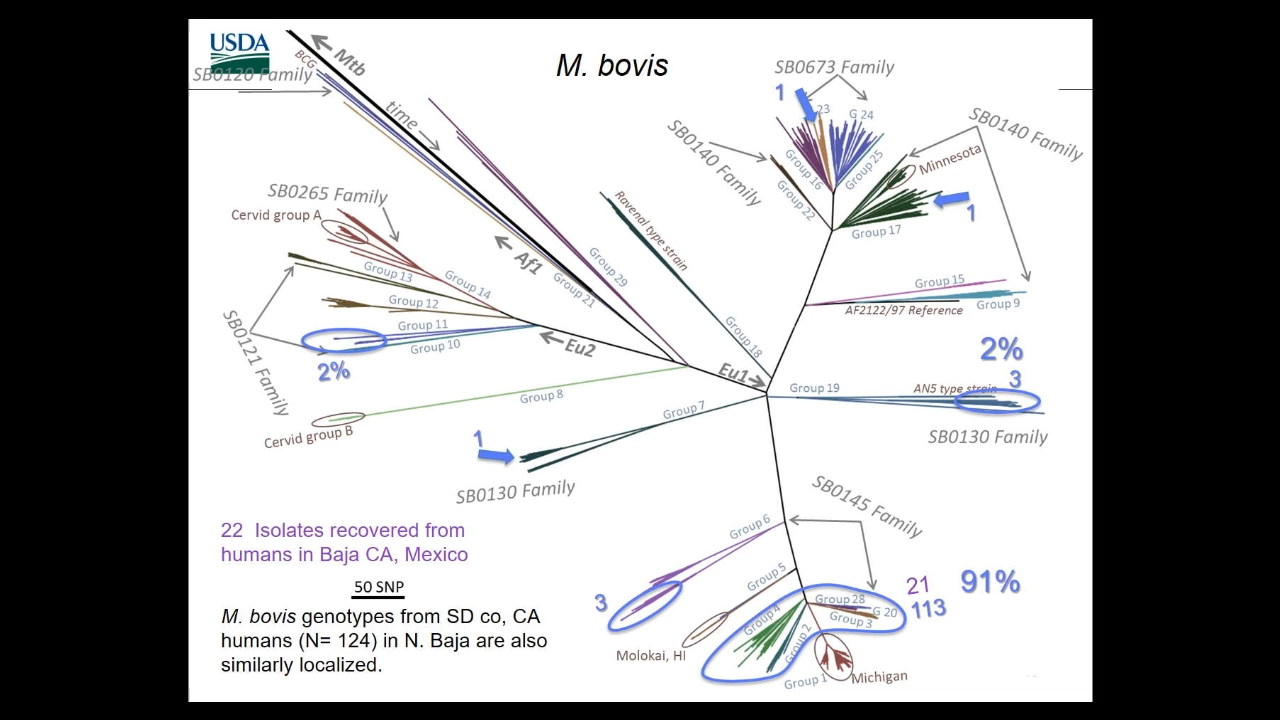 USDA
M. bovis
BCG
Mtb
SB0120 Family
time
SB0673 Family
1
23
G 24
SB0140 Family
SB0140 Family
Minnesota
Group 16
Group 25
Group 22
1
Group 17
SB0265 Family
Cervid group A
Ravenal type strain
Af1
Group 29
Group 21
Group 13
Group 14
Group 12
Group 11
Group 10
Group 15
Group 9
AF2122/97 Reference
SB0121 Family
Eu2
2%
Group 18
2%
Eu1
3
Group 19
AN5 type strain
Group 8
Group 7
Cervid group B
SB0130 Family
1
SB0130 Family
SB0145 Family
22 Isolates recovered from
humans in Baja CA, Mexico
Group 6
Group 5
50 SNP
21
91%
3
Group 28
G 20
113
Group 3
Group 4
Group 2
M. bovis genotypes from SD co, CA
humans (N= 124) in N. Baja are also
similarly localized.
Molokai, HI
Group 1
Michigan